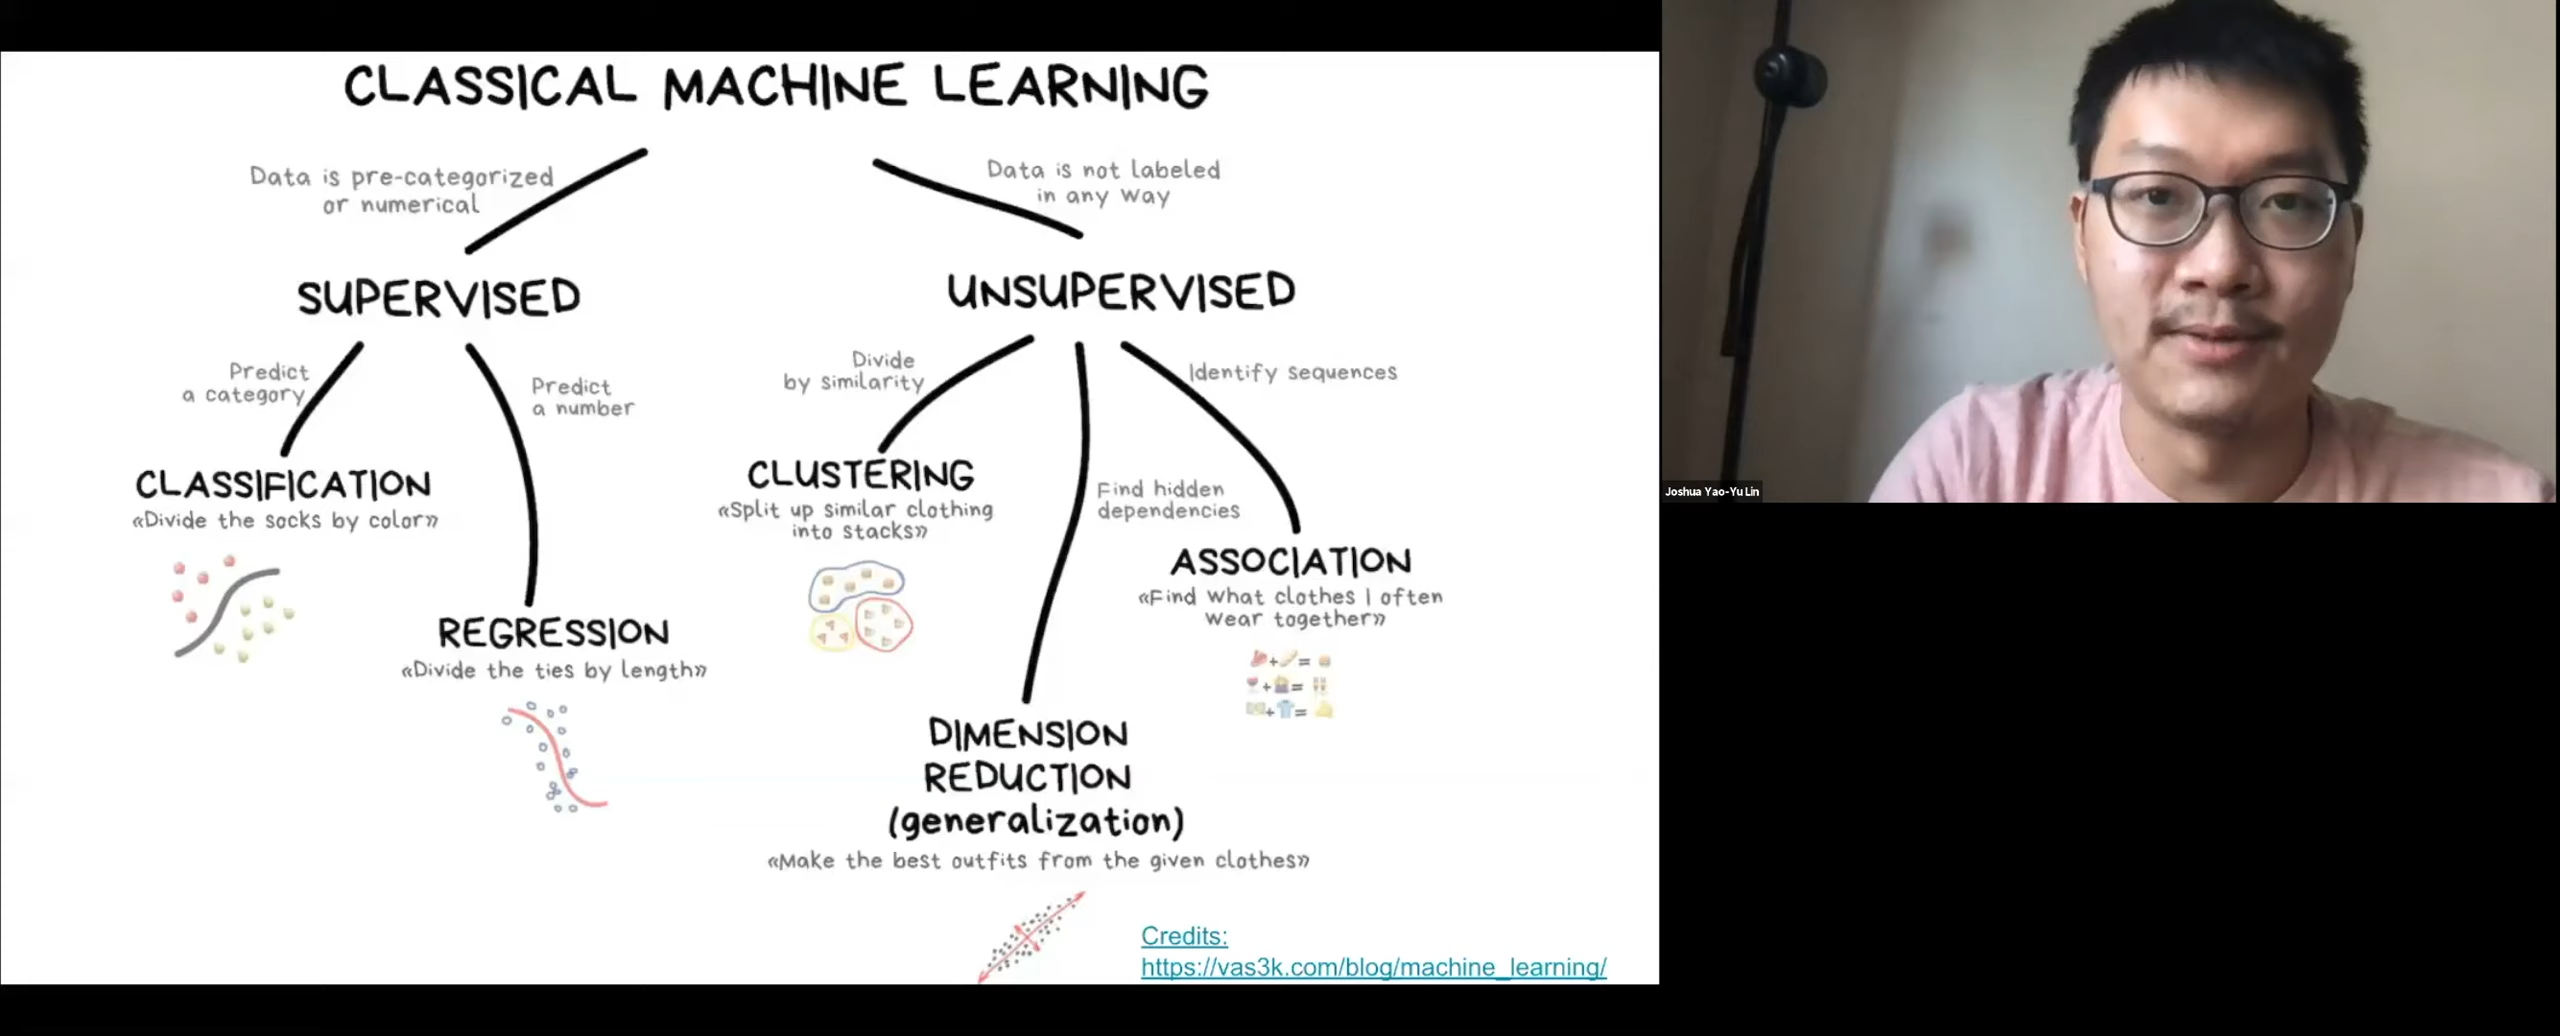 CLASSICAL MACHINE LEARNING
Data is pre-categorized
or numerical
Data is not labeled
in any way
SUPERVISED
UNSUPERVISED
Predict
a category
Predict
a number
Divide
by similarity
Identify sequences
CLASSIFICATION
«Divide the socks by color»
CLUSTERING
«Split up similar clothing
into stacks»
Find hidden
dependencies
ASSOCIATION
«Find what clothes I often
wear together»
REGRESSION
«Divide the ties by length»
DIMENSION
REDUCTION
(generalization)
«Make the best outfits from the given clothes»
Credits:
https://vas3k.com/blog/machine_learning/
Joshua Yao-Yu Lin